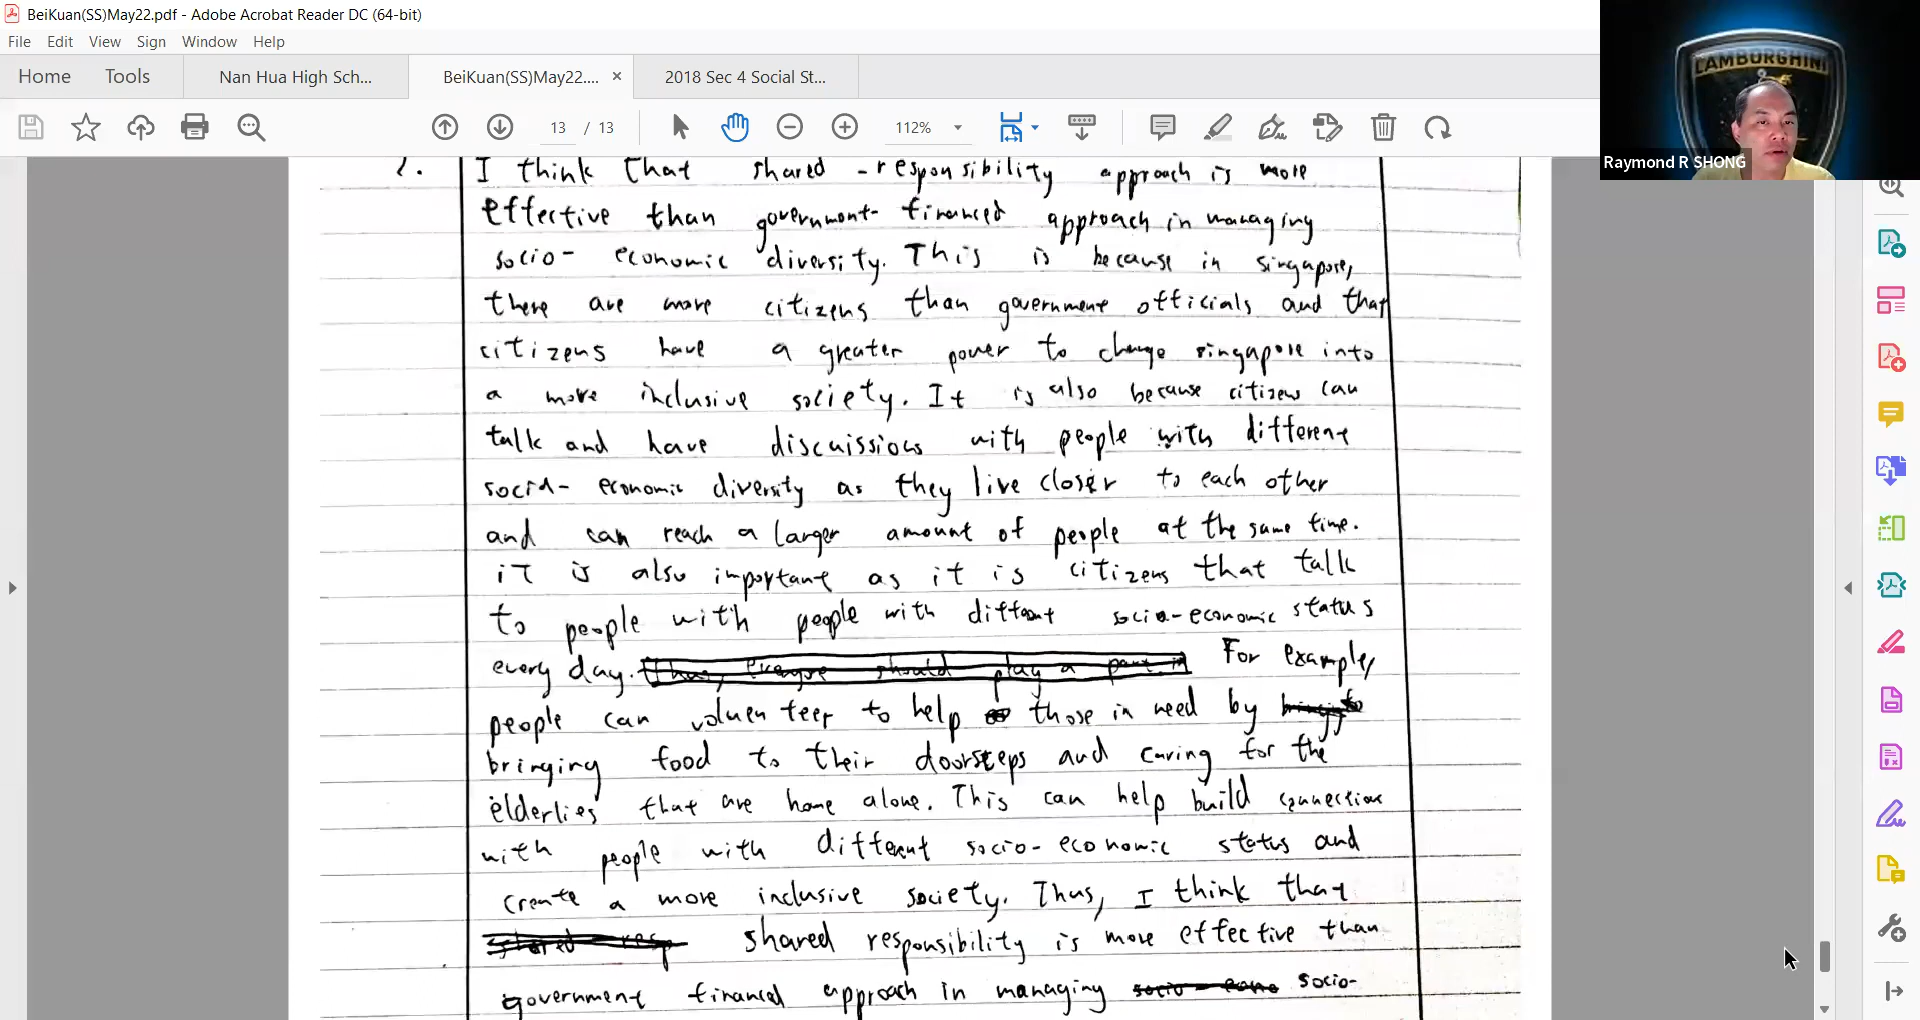 BeiKuan(SS)May22.pdf - Adobe Acrobat Reader DC (64-bit)
File Edit View Sign Window Help
Home Tools Nan Hua High Sch... BeiKuan(SS)May22.... × 2018 Sec 4 Social St...
13 / 13 112%
LAMBORGHINI
Raymond R SHONG
2. I think that shared -responsibility approach is more
effective than government- financed approach in managing
socio- economic diversity. This is because in singapore,
there are more citizens than government officials and that
citizens have a greater power to change singapore into
a more inclusive society. It is also because citizens can
talk and have discuissions with people with different
socio- economic diversity as they live closer to each other
and can reach a larger amount of people at the same time.
it is also important as it is citizens that talk
to people with people with different socio-economic status
every day. For example,
people can volunteer to help those in need by
bringing food to their doorsteps and caring for the
elderlies that are home alone. This can help build connection
with people with different socio-economic status and
create a more inclusive society. Thus, I think that
shared resp shared responsibility is more effective than
government financed approach in managing socio-